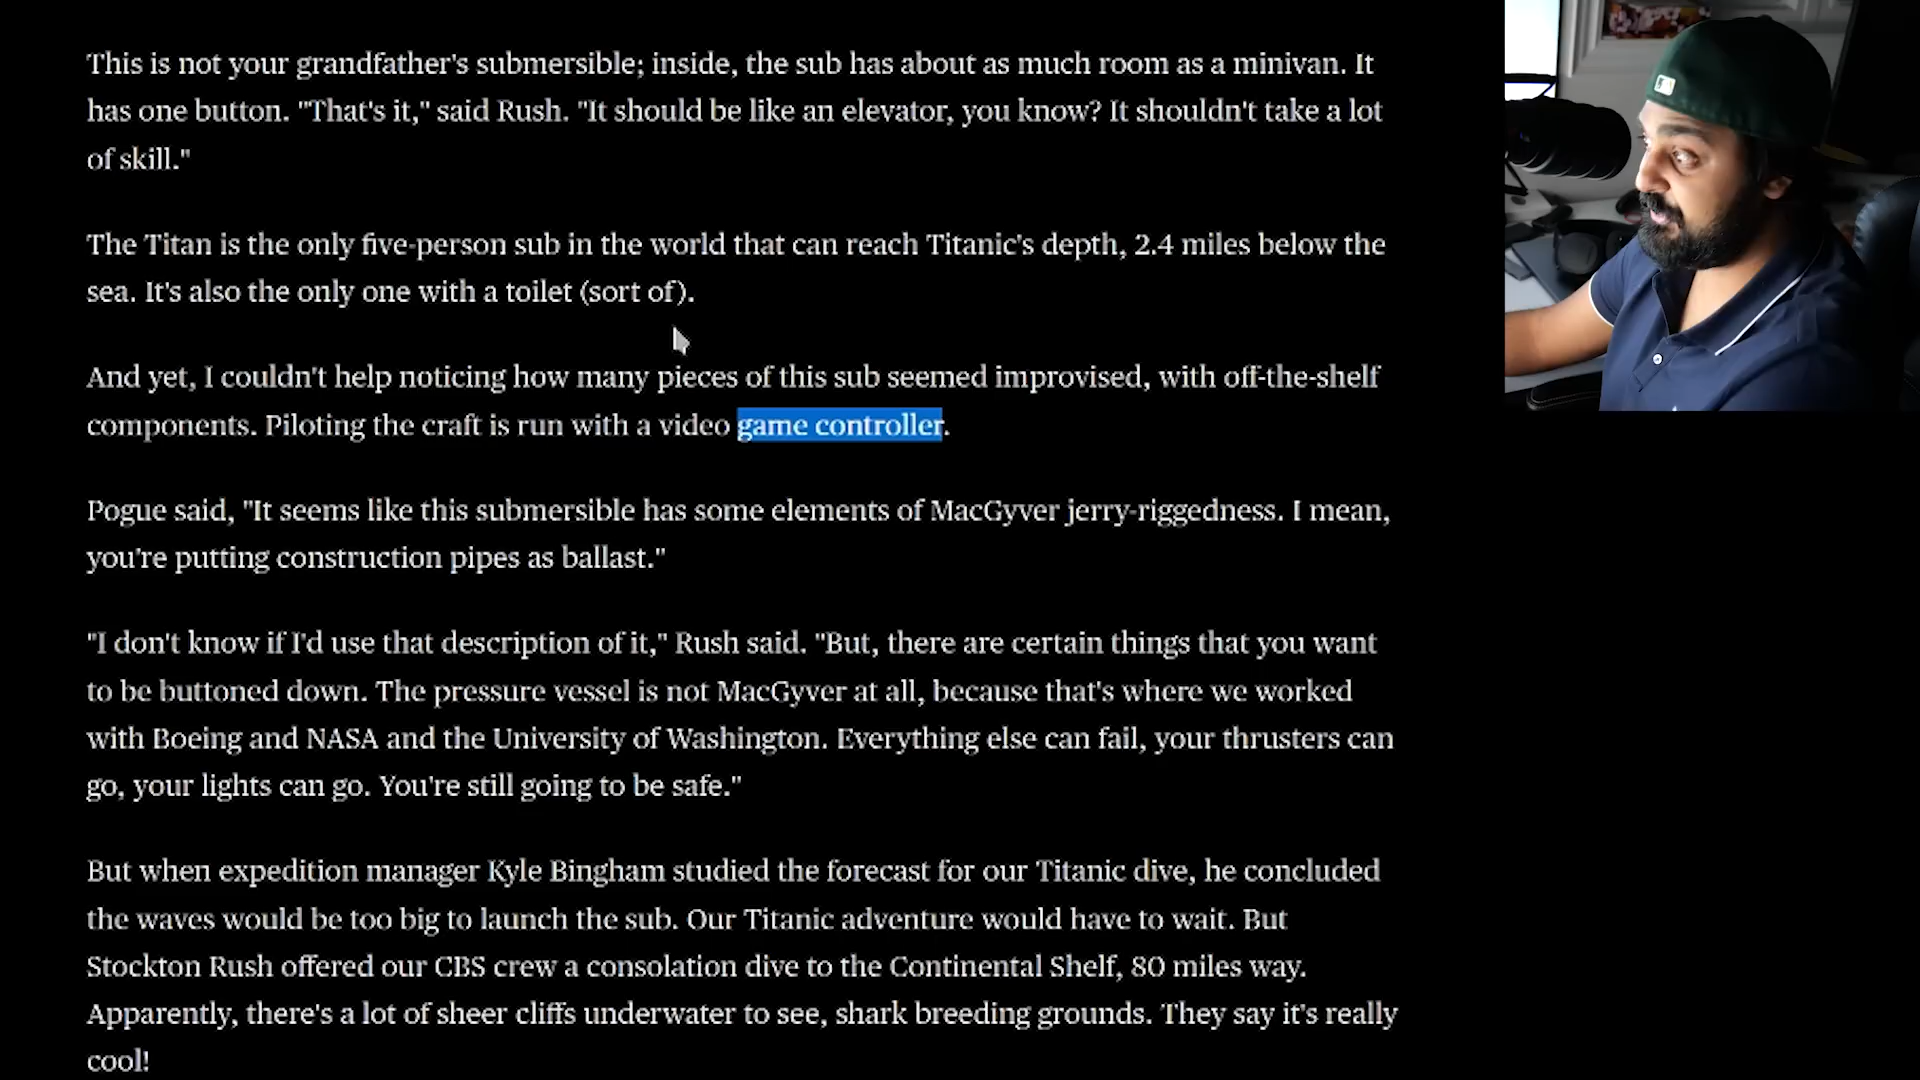 This is not your grandfather's submersible; inside, the sub has about as much room as a minivan. It
has one button. "That's it," said Rush. "It should be like an elevator, you know? It shouldn't take a lot
of skill."
The Titan is the only five-person sub in the world that can reach Titanic's depth, 2.4 miles below the
sea. It's also the only one with a toilet (sort of).
And yet, I couldn't help noticing how many pieces of this sub seemed improvised, with off-the-shelf
components. Piloting the craft is run with a video game controller.
Pogue said, "It seems like this submersible has some elements of MacGyver jerry-riggedness. I mean,
you're putting construction pipes as ballast."
"I don't know if I'd use that description of it," Rush said. "But, there are certain things that you want
to be buttoned down. The pressure vessel is not MacGyver at all, because that's where we worked
with Boeing and NASA and the University of Washington. Everything else can fail, your thrusters can
go, your lights can go. You're still going to be safe."
But when expedition manager Kyle Bingham studied the forecast for our Titanic dive, he concluded
the waves would be too big to launch the sub. Our Titanic adventure would have to wait. But
Stockton Rush offered our CBS crew a consolation dive to the Continental Shelf, 80 miles way.
Apparently, there's a lot of sheer cliffs underwater to see, shark breeding grounds. They say it's really
cool!